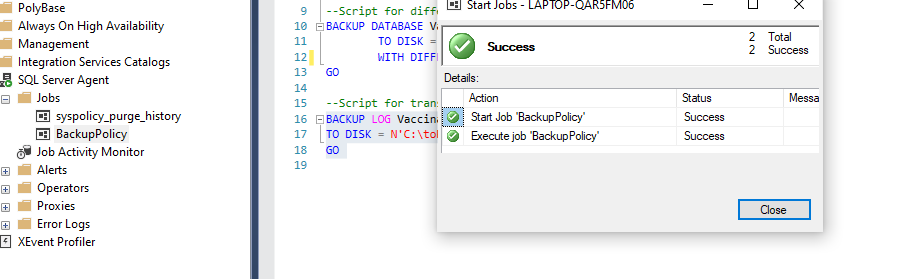 PolyBase
Always On High Availability
Management
Integration Services Catalogs
SQL Server Agent
Jobs
syspolicy_purge_history
BackupPolicy
Job Activity Monitor
Alerts
Operators
Proxies
Error Logs
XEvent Profiler
9 --Script for diffe
10 BACKUP DATABASE Va
11 TO DISK =
12 WITH DIFF
13 GO
14
15 --Script for trans
16 BACKUP LOG Vaccina
17 TO DISK = N'C:\to
18 GO
19
Start Jobs - LAPTOP-QAR5FM06
Success
2 Total
2 Success
Details:
Action Status Messa
Start Job 'BackupPolicy' Success
Execute job 'BackupPolicy' Success
Close